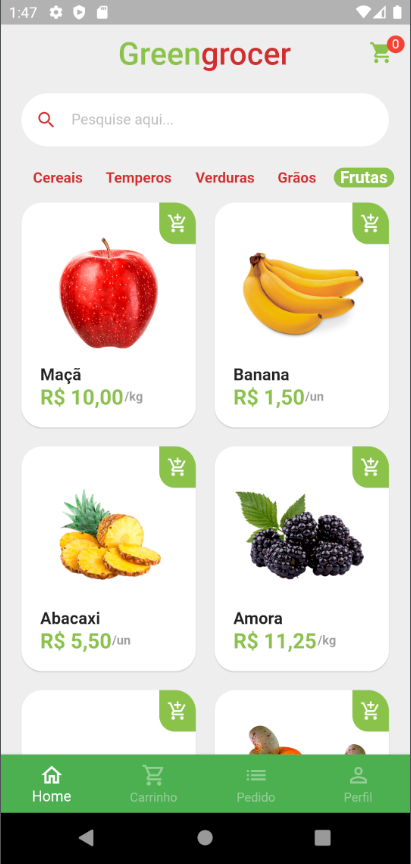 1:47
Greengrocer
0
Pesquise aqui...
Cereais Temperos Verduras Grãos Frutas
Maçã
R$ 10,00/kg
Banana
R$ 1,50/un
Abacaxi
R$ 5,50/un
Amora
R$ 11,25/kg
Home Carrinho Pedido Perfil